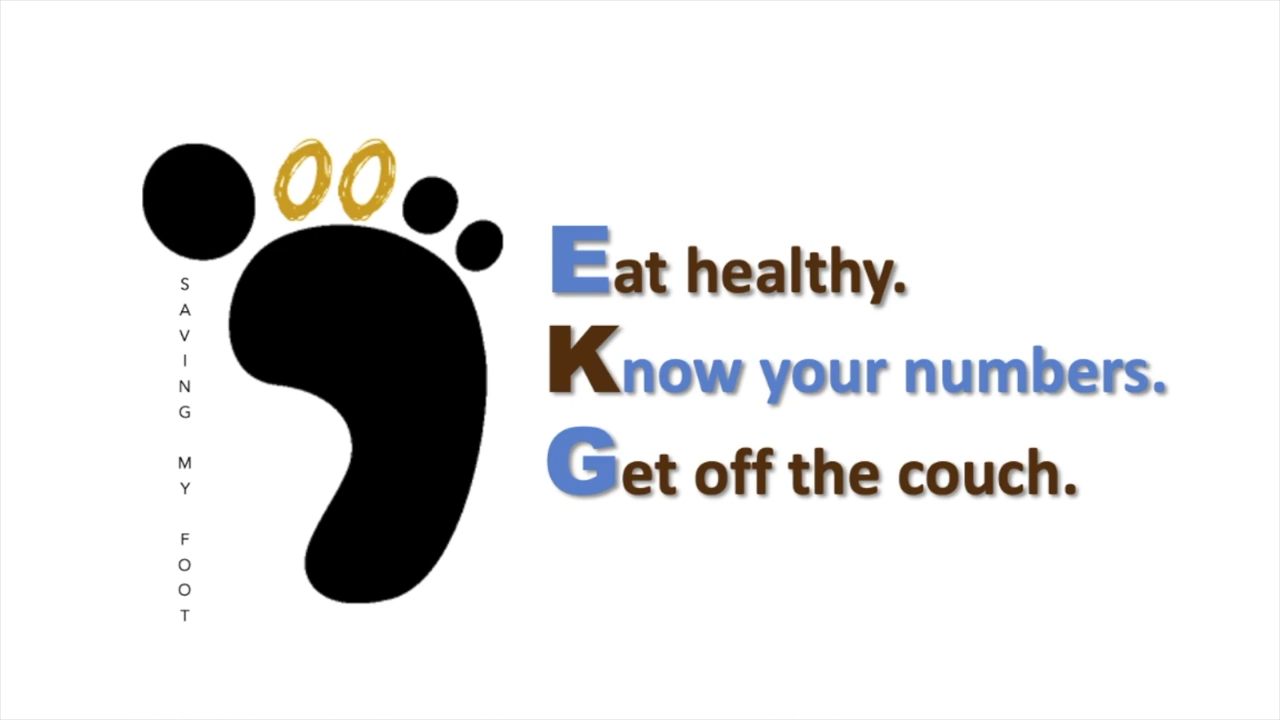 SAVING MY FOOT
Eat healthy.
Know your numbers.
Get off the couch.